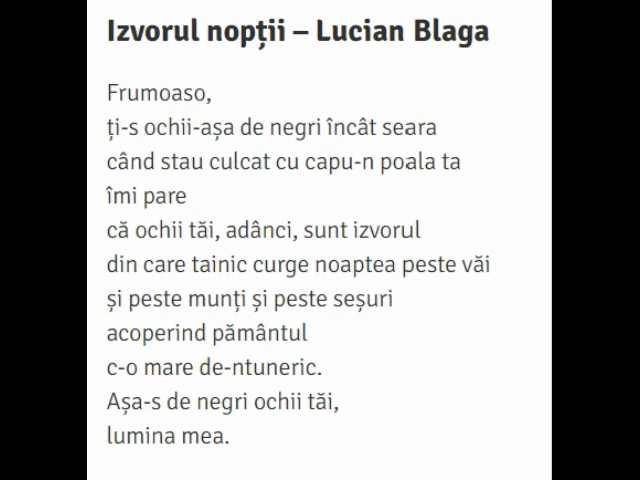 Izvorul nopții – Lucian Blaga
Frumoaso,
ți-s ochii-așa de negri încât seara
când stau culcat cu capu-n poala ta
îmi pare
că ochii tăi, adânci, sunt izvorul
din care tainic curge noaptea peste văi
și peste munți și peste seșuri
acoperind pământul
c-o mare de-ntuneric.
Așa-s de negri ochii tăi,
lumina mea.